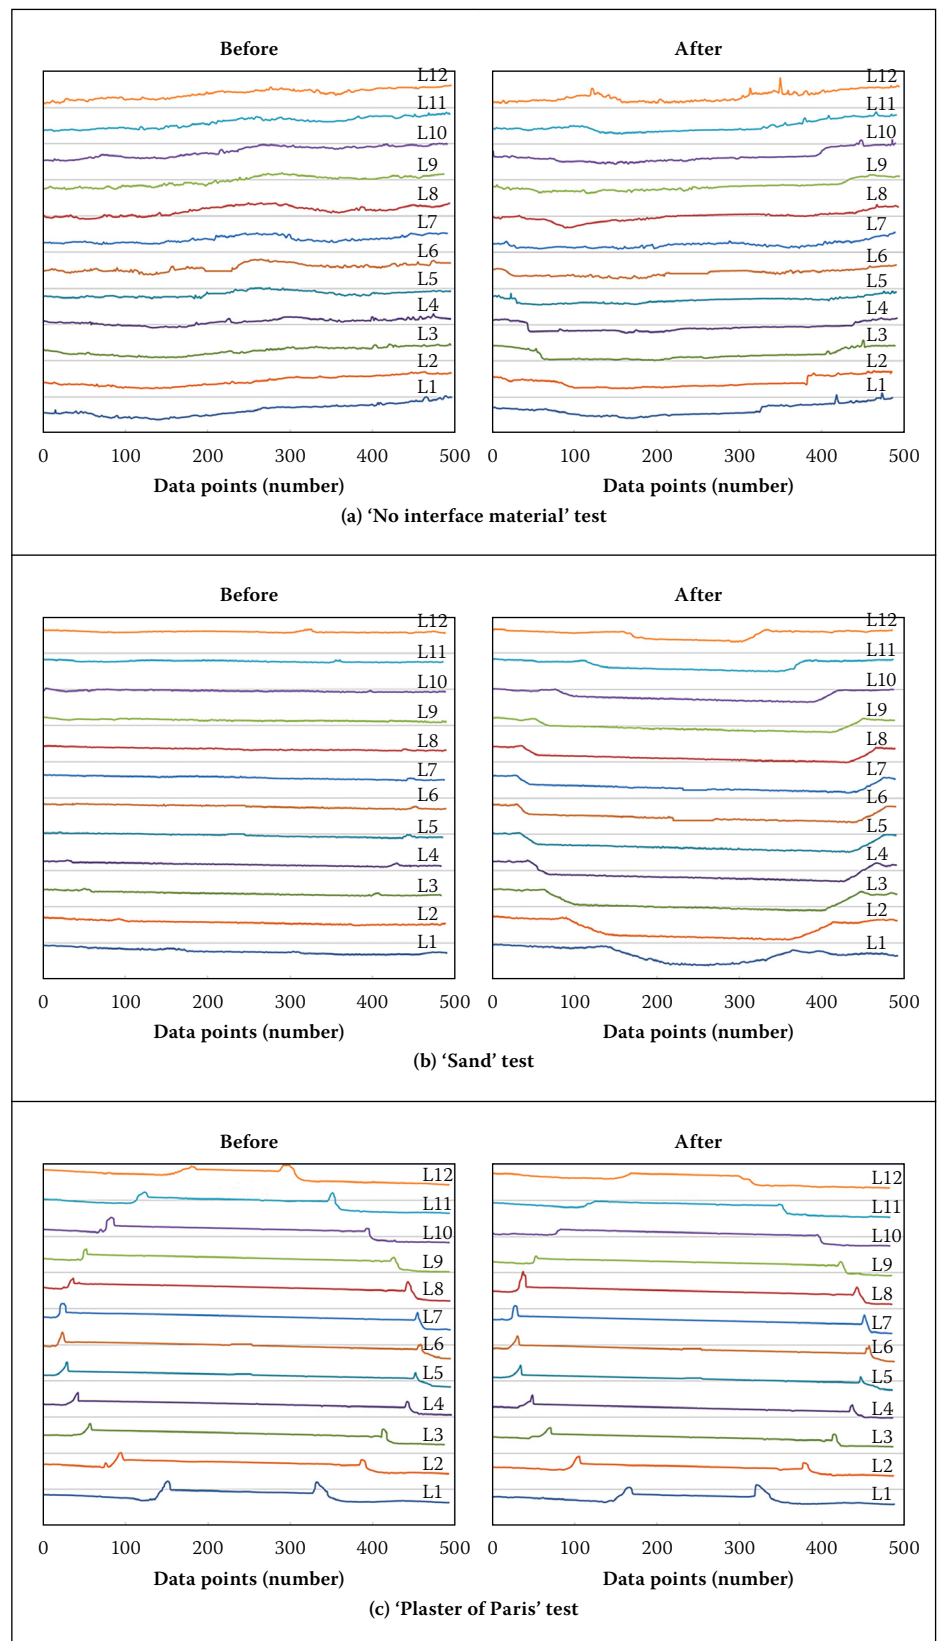 Before
After
L12
L11
L10
L9
L8
L7
L6
L5
L4
L3
L2
L1
0 100 200 300 400 500
Data points (number)
L12
L11
L10
L9
L8
L7
L6
L5
L4
L3
L2
L1
0 100 200 300 400 500
Data points (number)
(a) ‘No interface material’ test
Before
After
L12
L11
L10
L9
L8
L7
L6
L5
L4
L3
L2
L1
0 100 200 300 400 500
Data points (number)
L12
L11
L10
L9
L8
L7
L6
L5
L4
L3
L2
L1
0 100 200 300 400 500
Data points (number)
(b) ‘Sand’ test
Before
After
L12
L11
L10
L9
L8
L7
L6
L5
L4
L3
L2
L1
0 100 200 300 400 500
Data points (number)
L12
L11
L10
L9
L8
L7
L6
L5
L4
L3
L2
L1
0 100 200 300 400 500
Data points (number)
(c) ‘Plaster of Paris’ test